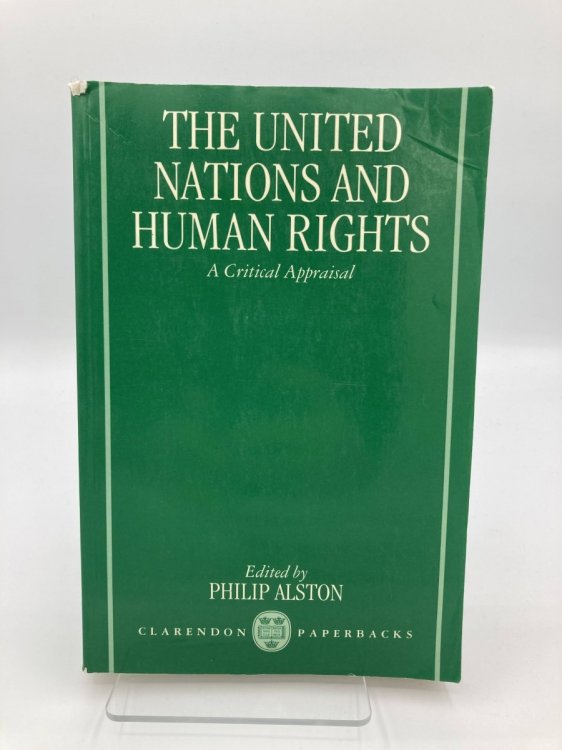 THE UNITED
NATIONS AND
HUMAN RIGHTS
A Critical Appraisal
Edited by
PHILIP ALSTON
CLARENDON PAPERBACKS